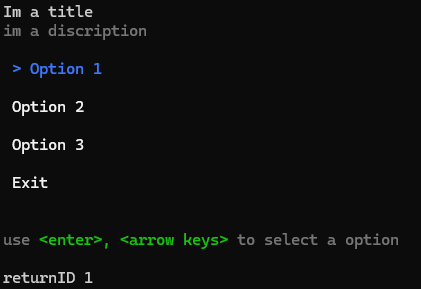 Im a title
im a discription
> Option 1
Option 2
Option 3
Exit
use <enter>, <arrow keys> to select a option
returnID 1